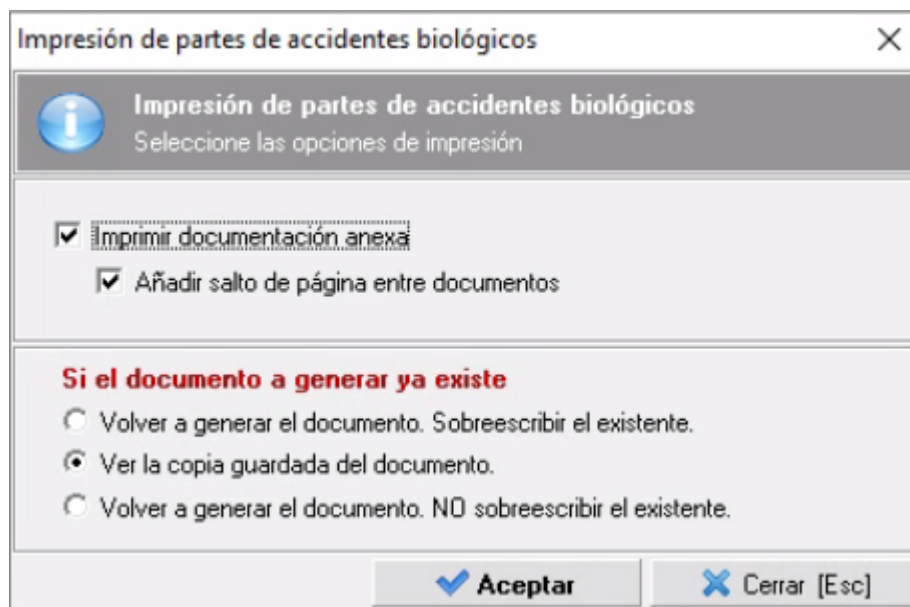 Impresión de partes de accidentes biológicos
Impresión de partes de accidentes biológicos
Seleccione las opciones de impresión
Imprimir documentación anexa
Añadir salto de página entre documentos
Si el documento a generar ya existe
Volver a generar el documento. Sobreescribir el existente.
Ver la copia guardada del documento.
Volver a generar el documento. NO sobreescribir el existente.
Aceptar
Cerrar [Esc]